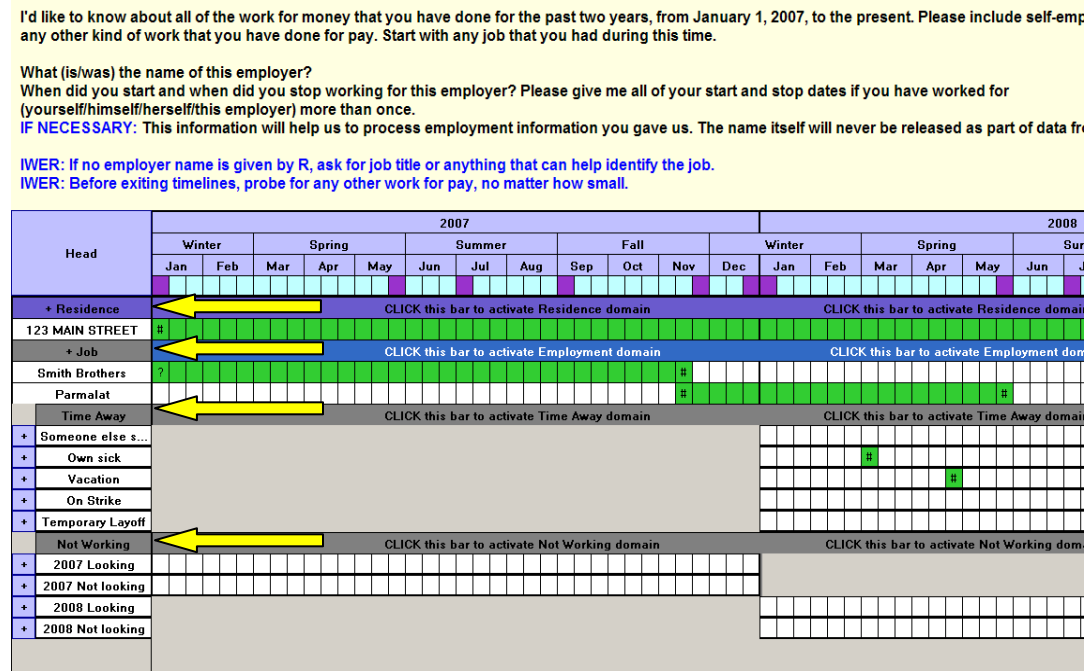 I'd like to know about all of the work for money that you have done for the past two years, from January 1, 2007, to the present. Please include self-emp
any other kind of work that you have done for pay. Start with any job that you had during this time.
What (is/was) the name of this employer?
When did you start and when did you stop working for this employer? Please give me all of your start and stop dates if you have worked for
(yourself/himself/herself/this employer) more than once.
IF NECESSARY: This information will help us to process employment information you gave us. The name itself will never be released as part of data fr
IWER: If no employer name is given by R, ask for job title or anything that can help identify the job.
IWER: Before exiting timelines, probe for any other work for pay, no matter how small.
Head
2007 2008
Winter Spring Summer Fall Winter Spring Sur
Jan Feb Mar Apr May Jun Jul Aug Sep Oct Nov Dec Jan Feb Mar Apr May Jun J
+ Residence CLICK this bar to activate Residence domain CLICK this bar to activate Residence domai
123 MAIN STREET #
+ Job CLICK this bar to activate Employment domain CLICK this bar to activate Employment dom
Smith Brothers ? #
Parmalat # #
Time Away CLICK this bar to activate Time Away domain CLICK this bar to activate Time Away domai
+ Someone else s...
+ Own sick #
+ Vacation #
+ On Strike
+ Temporary Layoff
Not Working CLICK this bar to activate Not Working domain CLICK this bar to activate Not Working dom
+ 2007 Looking
+ 2007 Not looking
+ 2008 Looking
+ 2008 Not looking